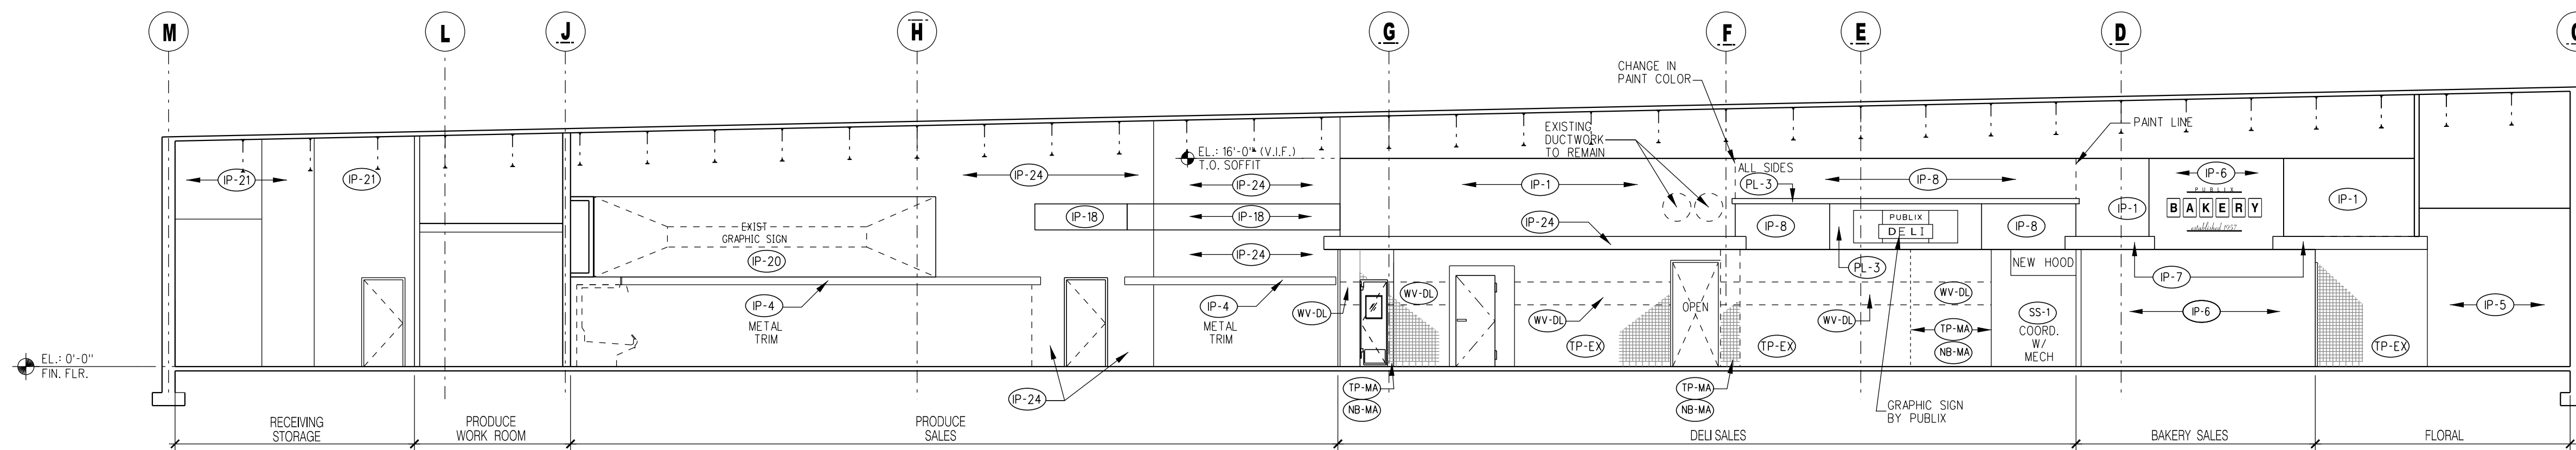 M
L
J
H
G
F
E
D
CHANGE IN
PAINT COLOR
EXISTING
DUCTWORK
TO REMAIN
PAINT LINE
EL.: 16'-0" (V.I.F.)
T.O. SOFFIT
ALL SIDES
IP-21
IP-21
IP-24
IP-24
IP-1
PL-3
IP-8
IP-6
PUBLIX
BAKERY
established 1957
IP-1
IP-1
IP-18
IP-18
IP-24
IP-8
PUBLIX
DELI
IP-8
EXIST
GRAPHIC SIGN
IP-20
IP-24
PL-3
NEW HOOD
IP-7
IP-4
METAL
TRIM
IP-4
METAL
TRIM
WV-DL
WV-DL
WV-DL
OPEN
WV-DL
WV-DL
SS-1
COORD.
W/
MECH
IP-6
IP-5
TP-EX
TP-EX
TP-MA
NB-MA
TP-EX
EL.: 0'-0"
FIN. FLR.
IP-24
TP-MA
NB-MA
TP-MA
NB-MA
GRAPHIC SIGN
BY PUBLIX
RECEIVING
STORAGE
PRODUCE
WORK ROOM
PRODUCE
SALES
DELI SALES
BAKERY SALES
FLORAL